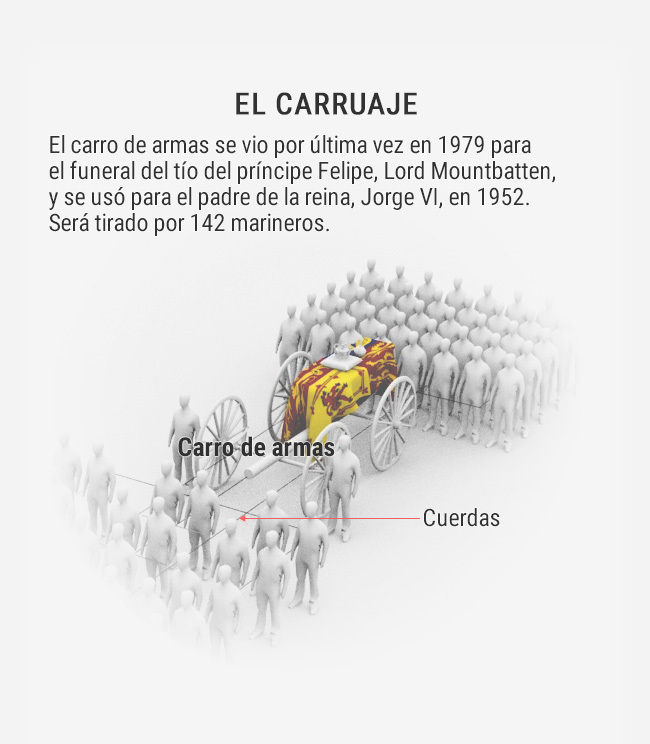 EL CARRUAJE
El carro de armas se vio por última vez en 1979 para
el funeral del tío del príncipe Felipe, Lord Mountbatten,
y se usó para el padre de la reina, Jorge VI, en 1952.
Será tirado por 142 marineros.
Carro de armas
Cuerdas